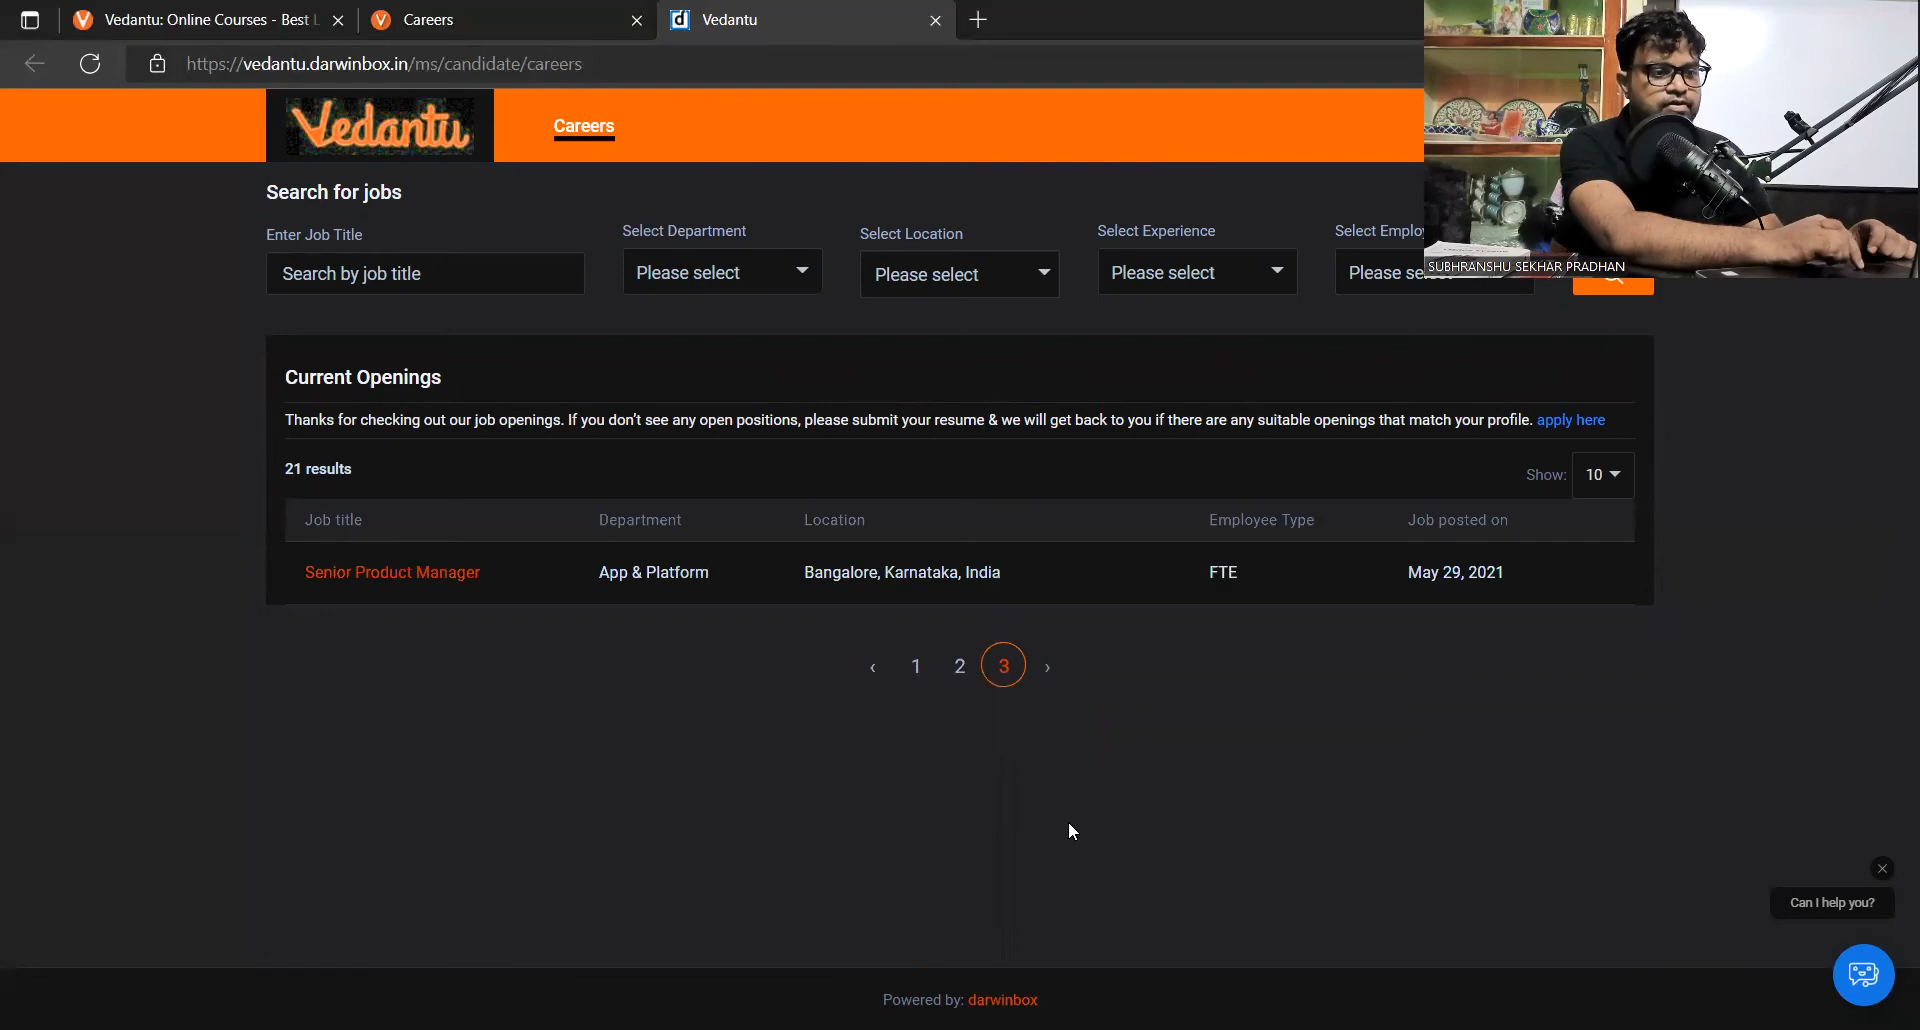 Vedantu: Online Courses - Best L
Careers
Vedantu
https://vedantu.darwinbox.in/ms/candidate/careers
Vedantu
Careers
Search for jobs
Enter Job Title
Select Department
Select Location
Select Experience
Select Emplo
Search by job title
Please select
Please select
Please select
Please se
SUBHRANSHU SEKHAR PRADHAN
Current Openings
Thanks for checking out our job openings. If you don't see any open positions, please submit your resume & we will get back to you if there are any suitable openings that match your profile. apply here
21 results
Show: 10
Job title Department Location Employee Type Job posted on
Senior Product Manager App & Platform Bangalore, Karnataka, India FTE May 29, 2021
‹ 1 2 3 ›
Can I help you?
Powered by: darwinbox